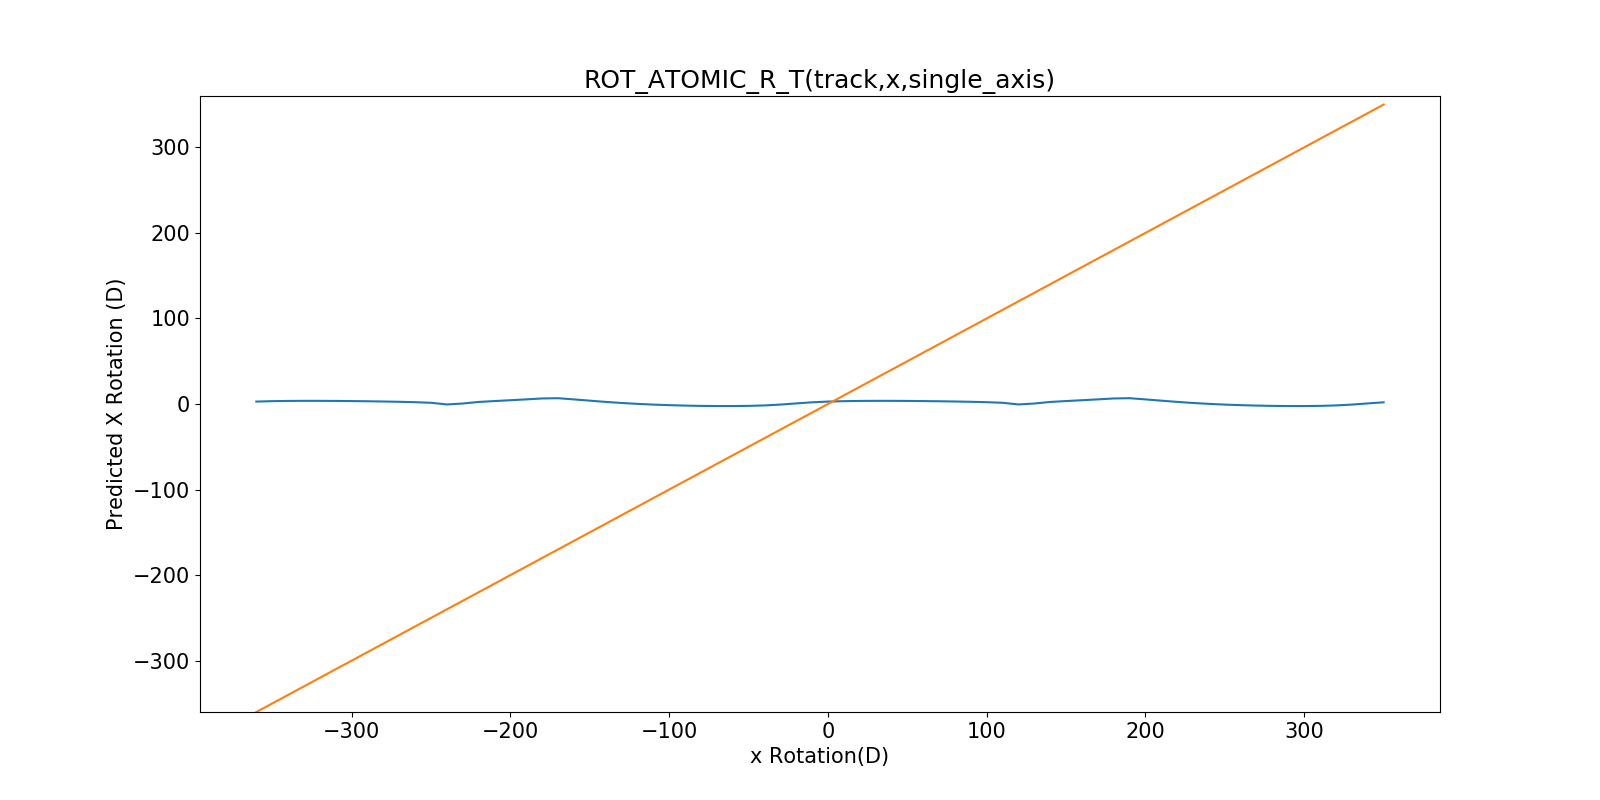 ROT_ATOMIC_R_T(track,x,single_axis)
300
200
100
0
−100
−200
−300
Predicted X Rotation (D)
−300 −200 −100 0 100 200 300
x Rotation(D)